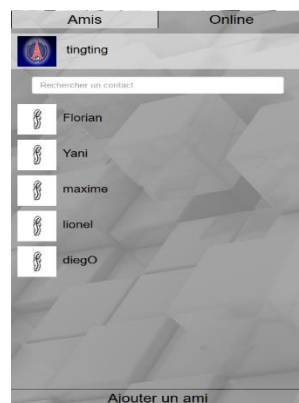 Amis Online
tingting
Rechercher un contact
Florian
Yani
maxime
lionel
diegO
Ajouter un ami